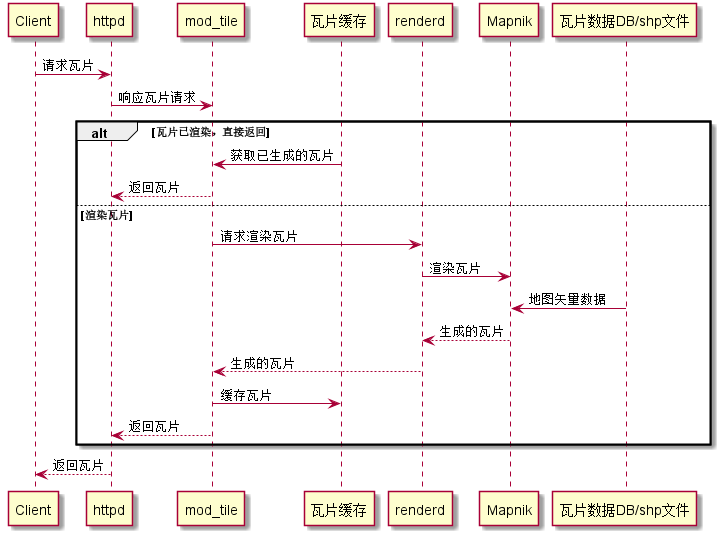 Client httpd mod_tile 瓦片缓存 renderd Mapnik 瓦片数据DB/shp文件
请求瓦片
响应瓦片请求
alt [瓦片已渲染，直接返回]
获取已生成的瓦片
返回瓦片
[渲染瓦片]
请求渲染瓦片
渲染瓦片
地图矢量数据
生成的瓦片
生成的瓦片
缓存瓦片
返回瓦片
返回瓦片
Client httpd mod_tile 瓦片缓存 renderd Mapnik 瓦片数据DB/shp文件